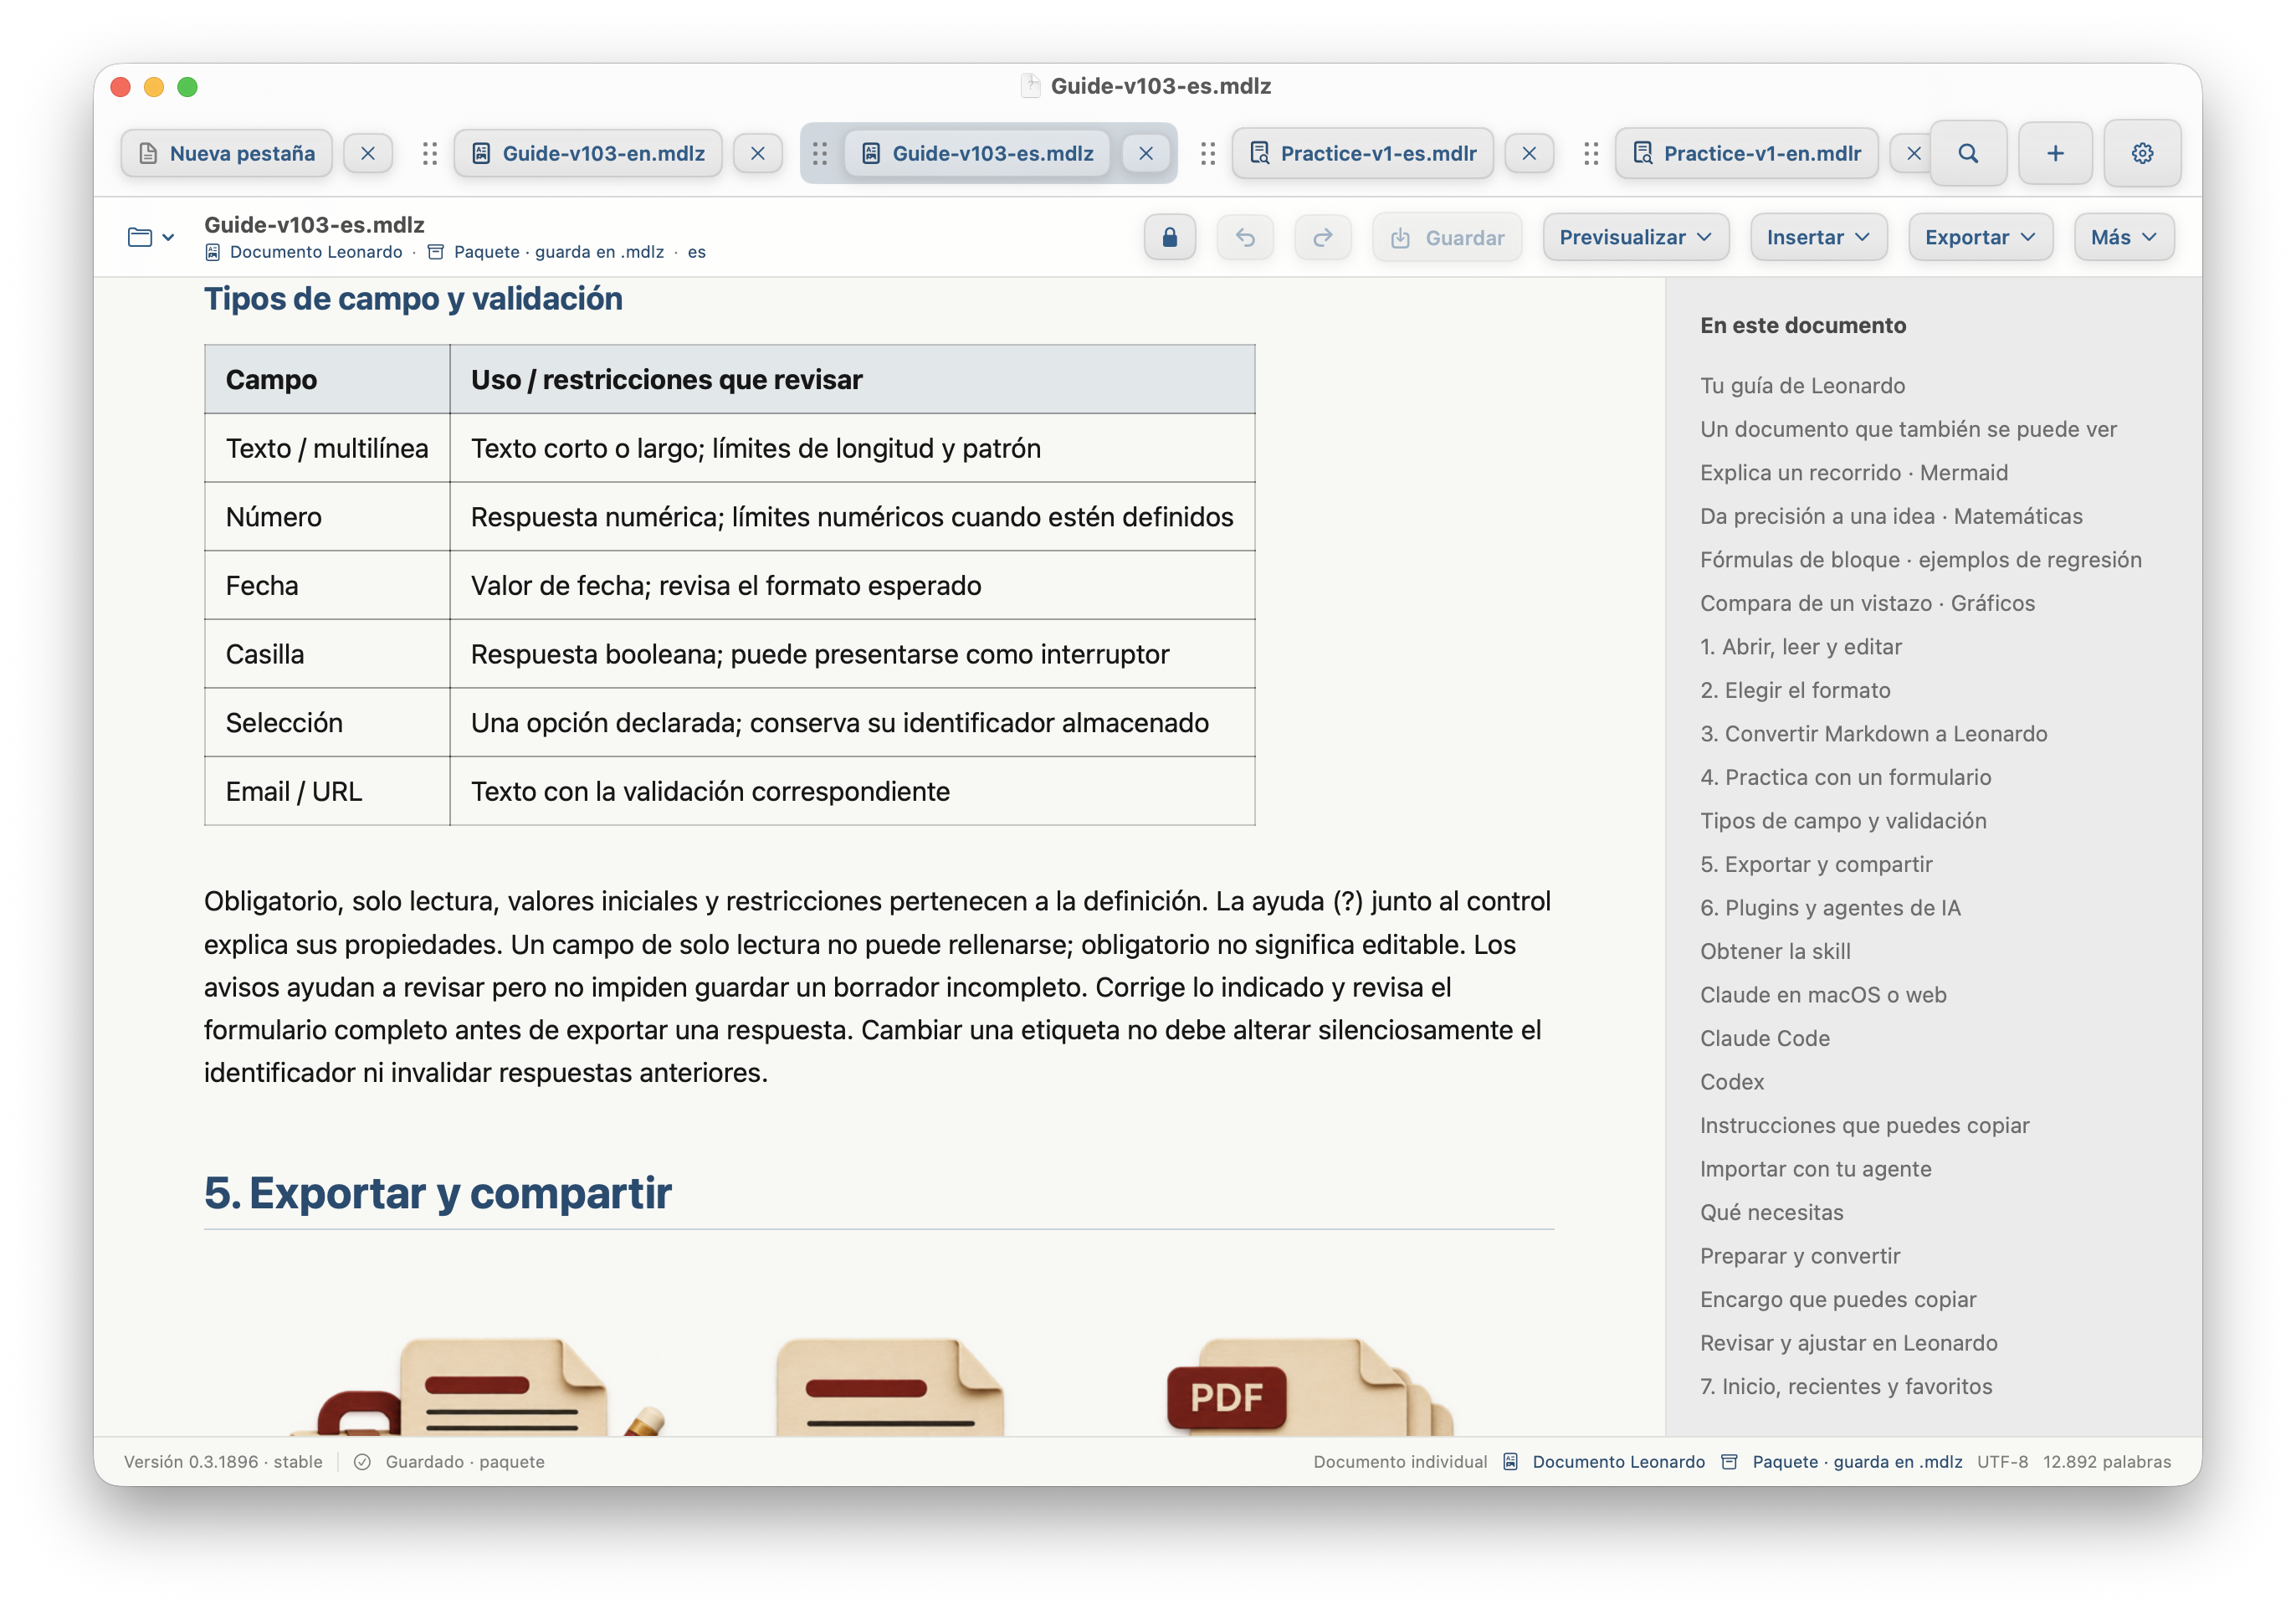 Guide-v103-es.mdlz
Nueva pestaña
Guide-v103-en.mdlz
Guide-v103-es.mdlz
Practice-v1-es.mdlr
Practice-v1-en.mdlr
Guide-v103-es.mdlz
Documento Leonardo · Paquete · guarda en .mdlz · es
Guardar
Previsualizar
Insertar
Exportar
Más
Tipos de campo y validación
Campo Uso / restricciones que revisar
Texto / multilínea Texto corto o largo; límites de longitud y patrón
Número Respuesta numérica; límites numéricos cuando estén definidos
Fecha Valor de fecha; revisa el formato esperado
Casilla Respuesta booleana; puede presentarse como interruptor
Selección Una opción declarada; conserva su identificador almacenado
Email / URL Texto con la validación correspondiente
Obligatorio, solo lectura, valores iniciales y restricciones pertenecen a la definición. La ayuda (?) junto al control
explica sus propiedades. Un campo de solo lectura no puede rellenarse; obligatorio no significa editable. Los
avisos ayudan a revisar pero no impiden guardar un borrador incompleto. Corrige lo indicado y revisa el
formulario completo antes de exportar una respuesta. Cambiar una etiqueta no debe alterar silenciosamente el
identificador ni invalidar respuestas anteriores.
5. Exportar y compartir
PDF
En este documento
Tu guía de Leonardo
Un documento que también se puede ver
Explica un recorrido · Mermaid
Da precisión a una idea · Matemáticas
Fórmulas de bloque · ejemplos de regresión
Compara de un vistazo · Gráficos
1. Abrir, leer y editar
2. Elegir el formato
3. Convertir Markdown a Leonardo
4. Practica con un formulario
Tipos de campo y validación
5. Exportar y compartir
6. Plugins y agentes de IA
Obtener la skill
Claude en macOS o web
Claude Code
Codex
Instrucciones que puedes copiar
Importar con tu agente
Qué necesitas
Preparar y convertir
Encargo que puedes copiar
Revisar y ajustar en Leonardo
7. Inicio, recientes y favoritos
Versión 0.3.1896 · stable
Guardado · paquete
Documento individual
Documento Leonardo
Paquete · guarda en .mdlz
UTF-8
12.892 palabras